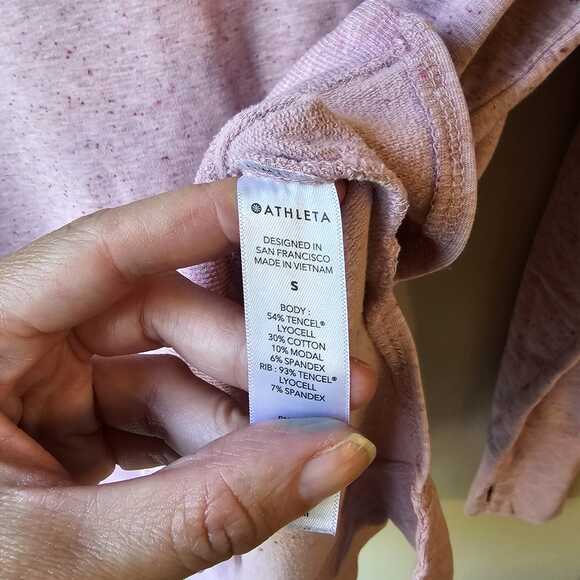 ATHLETA
DESIGNED IN
SAN FRANCISCO
MADE IN VIETNAM
S
BODY :
54% TENCEL®
LYOCELL
30% COTTON
10% MODAL
6% SPANDEX
RIB : 93% TENCEL®
LYOCELL
7% SPANDEX